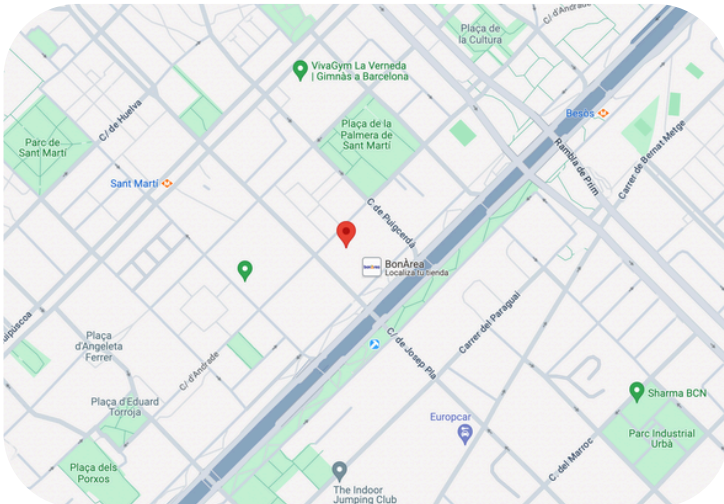 C/ d'Andrade
Plaça de
la Cultura
VivaGym La Verneda
| Gimnàs a Barcelona
C/ de Huelva
Plaça de la
Palmera de
Sant Martí
Besòs
Parc de
Sant Martí
Rambla de Prim
Carrer de Bernat Metge
Sant Martí
C de Puigcerdà
BonÀrea
Localiza tu tienda
Carrer del Paraguai
Plaça
d'Angeleta
Ferrer
C/ de Josep Pla
C/ d'Andrade
Plaça d'Eduard
Torroja
Sharma BCN
Europcar
Parc Industrial
Urbà
C. del Marroc
Plaça dels
Porxos
The Indoor
Jumping Club